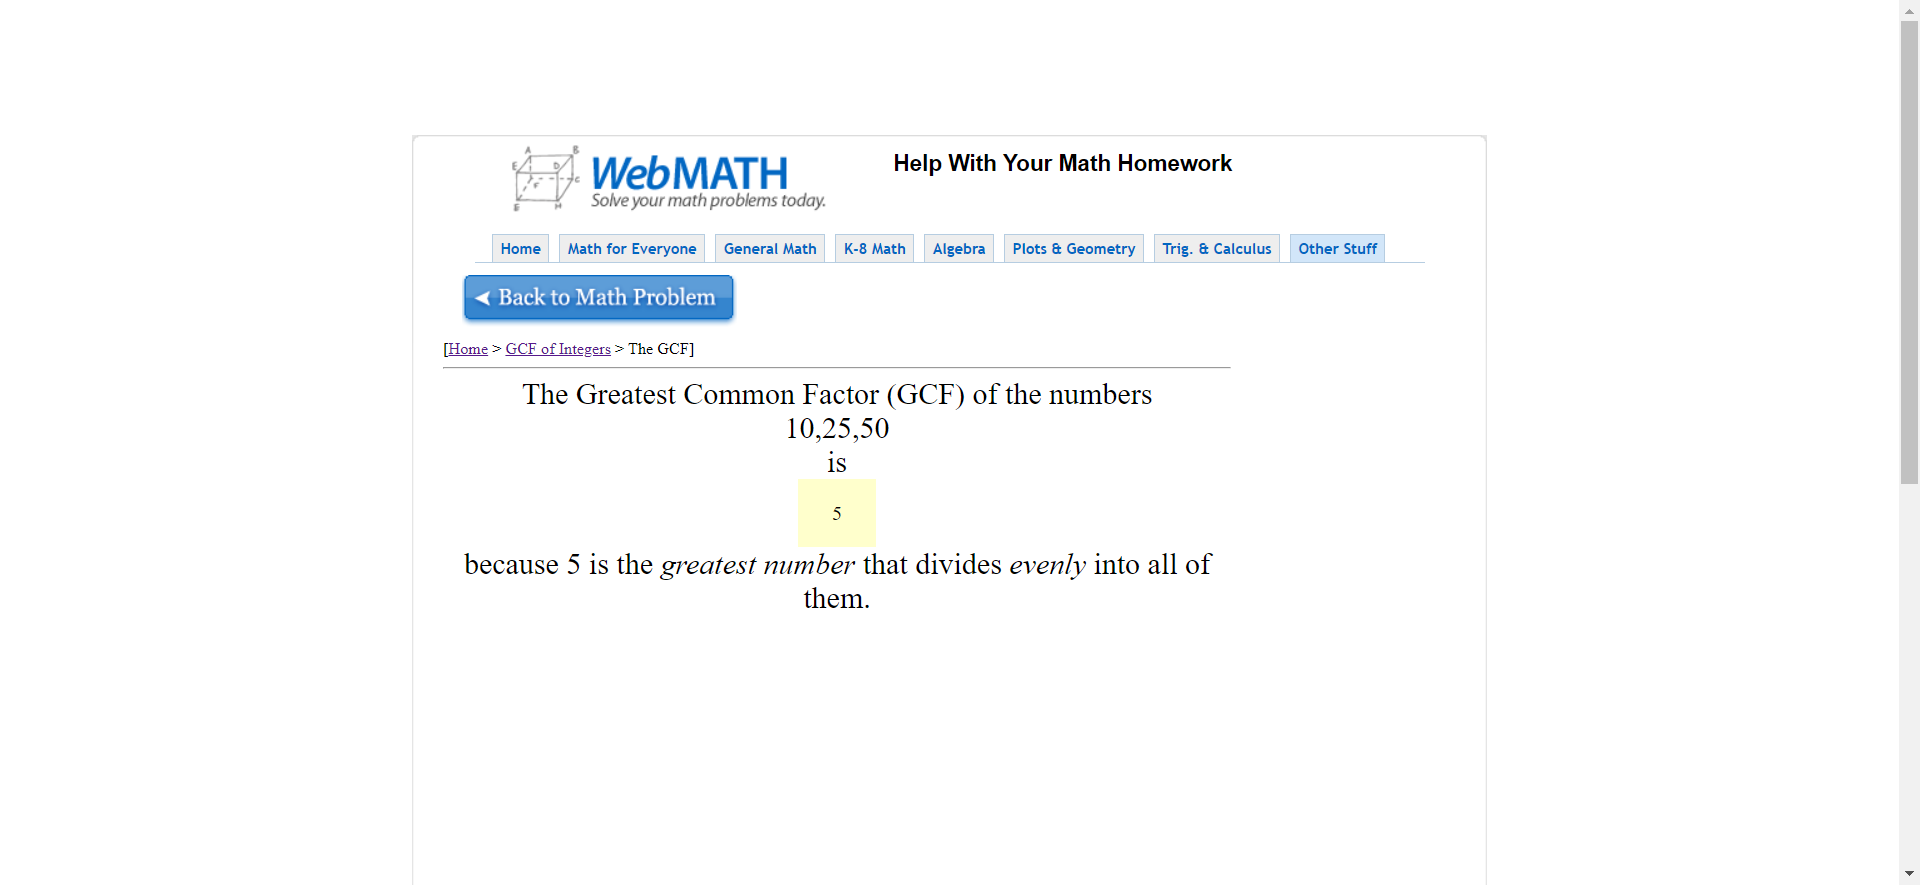 A B
E D
F C
E H
WebMATH
Solve your math problems today.
Help With Your Math Homework
Home Math for Everyone General Math K-8 Math Algebra Plots & Geometry Trig. & Calculus Other Stuff
Back to Math Problem
[Home > GCF of Integers > The GCF]
The Greatest Common Factor (GCF) of the numbers
10,25,50
is
5
because 5 is the greatest number that divides evenly into all of
them.